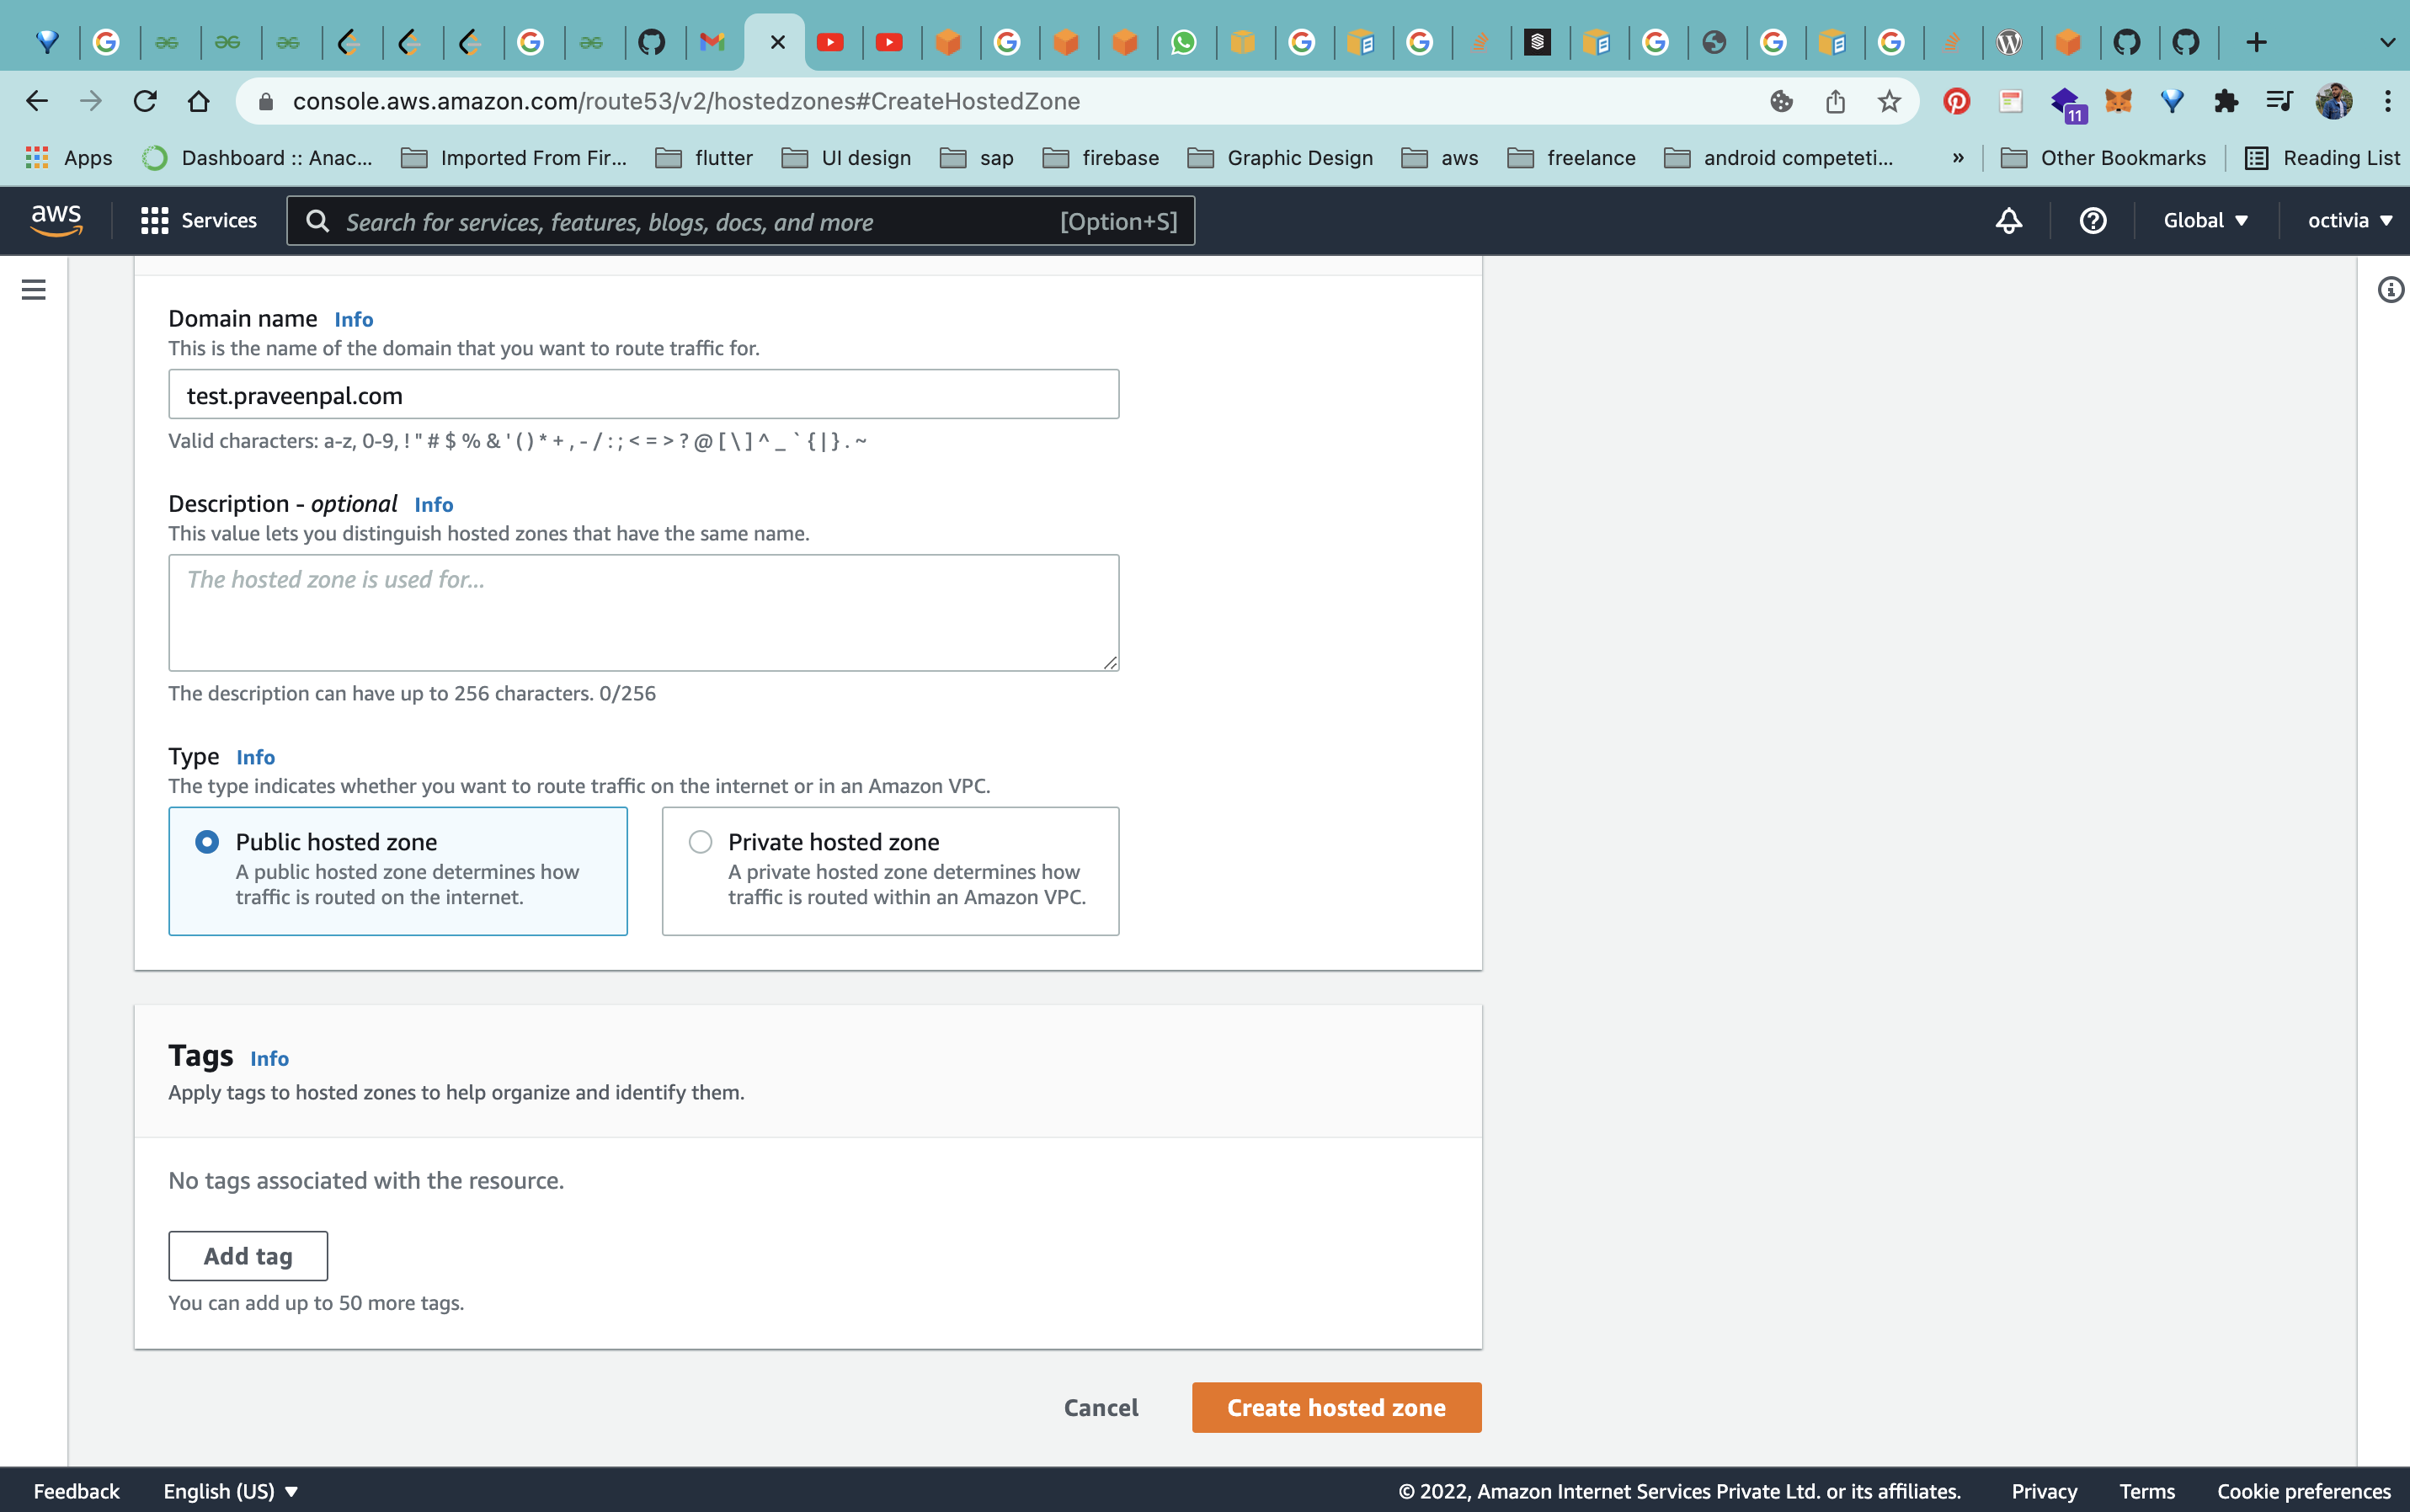 console.aws.amazon.com/route53/v2/hostedzones#CreateHostedZone
11
Apps Dashboard :: Anac... Imported From Fir... flutter UI design sap firebase Graphic Design aws freelance android competeti... » Other Bookmarks Reading List
aws Services Search for services, features, blogs, docs, and more [Option+S] Global octivia
Domain name Info
This is the name of the domain that you want to route traffic for.
test.praveenpal.com
Valid characters: a-z, 0-9, ! " # $ % & ' ( ) * + , - / : ; < = > ? @ [ \ ] ^ _ ` { | } . ~
Description - optional Info
This value lets you distinguish hosted zones that have the same name.
The hosted zone is used for...
The description can have up to 256 characters. 0/256
Type Info
The type indicates whether you want to route traffic on the internet or in an Amazon VPC.
Public hosted zone
A public hosted zone determines how
traffic is routed on the internet.
Private hosted zone
A private hosted zone determines how
traffic is routed within an Amazon VPC.
Tags Info
Apply tags to hosted zones to help organize and identify them.
No tags associated with the resource.
Add tag
You can add up to 50 more tags.
Cancel Create hosted zone
Feedback English (US) © 2022, Amazon Internet Services Private Ltd. or its affiliates. Privacy Terms Cookie preferences